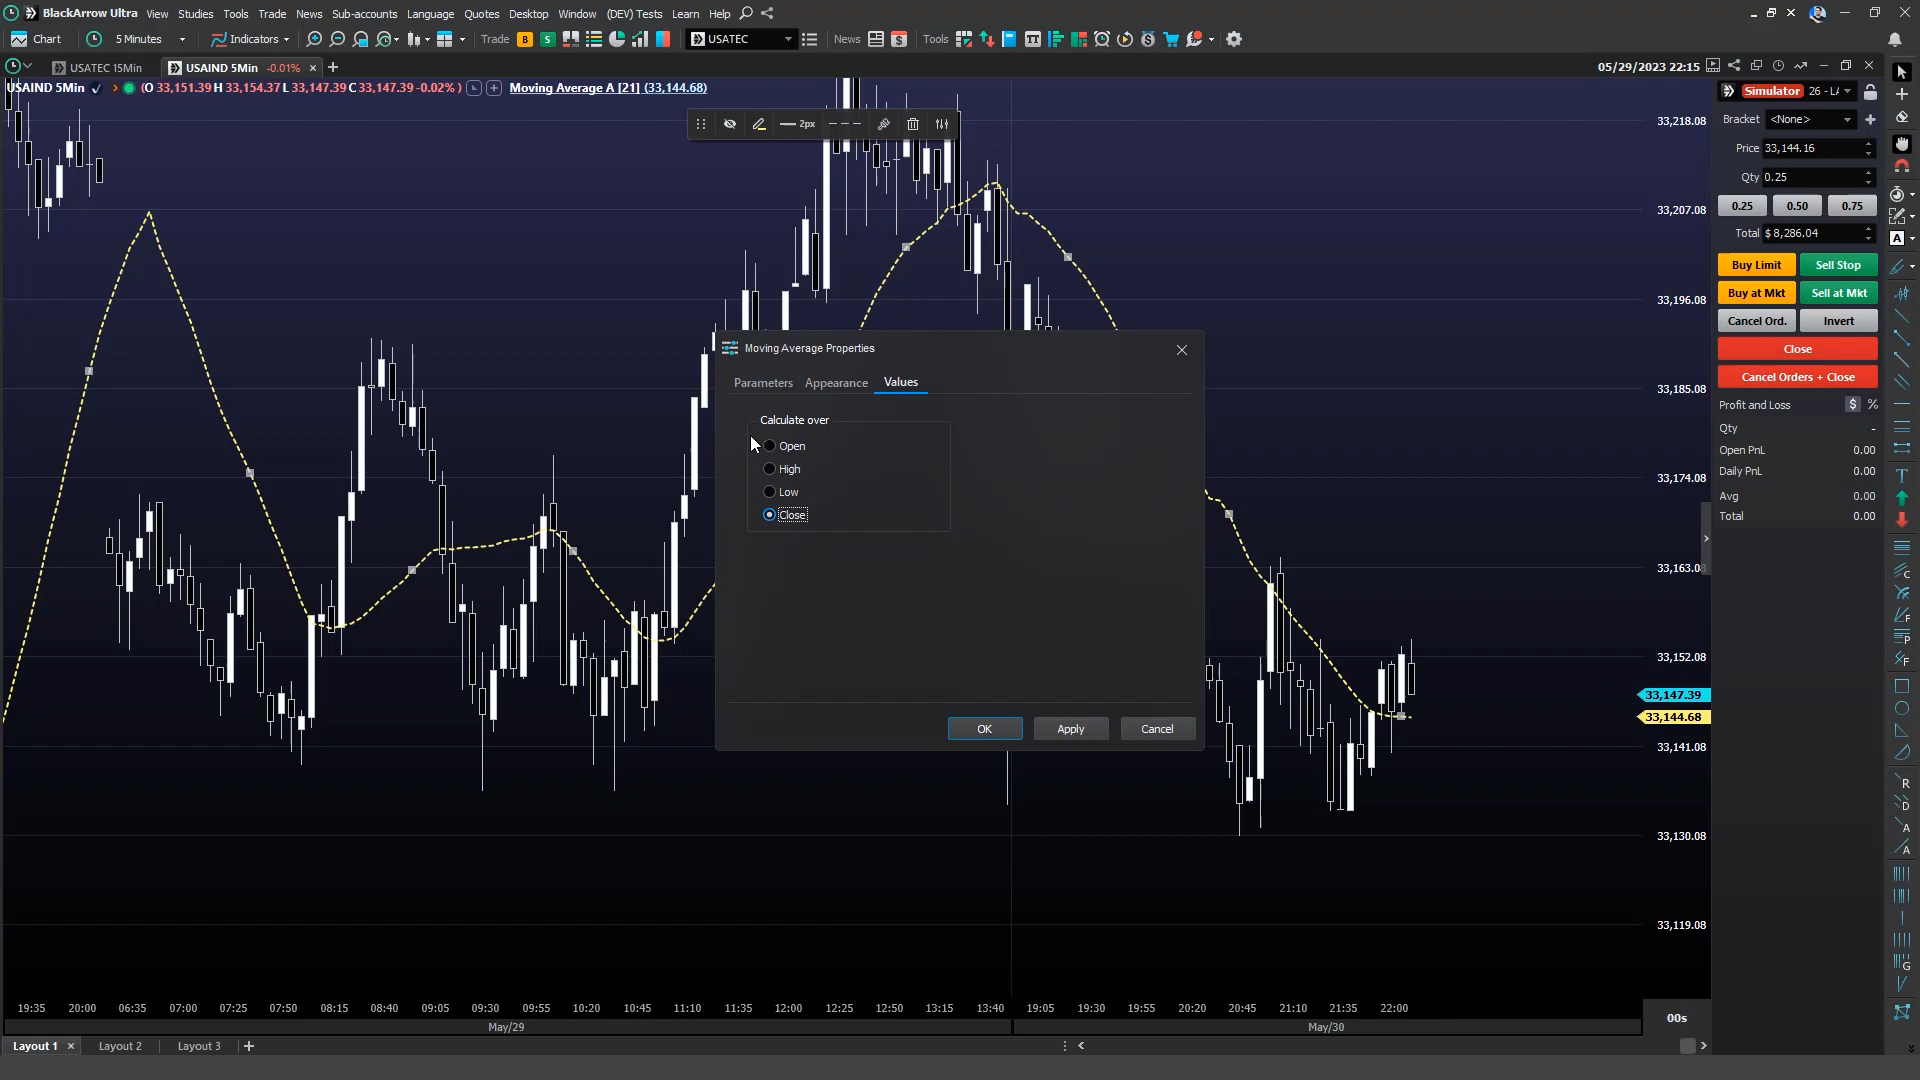 BlackArrow Ultra View Studies Tools Trade News Sub-accounts Language Quotes Desktop Window (DEV) Tests Learn Help
Chart 5 Minutes Indicators Trade B S USATEC News Tools
USATEC 15Min USAIND 5Min -0.01% 05/29/2023 22:15
USAIND 5Min (O 33,151.39 H 33,154.37 L 33,147.39 C 33,147.39 -0.02% ) Moving Average A [21] (33,144.68)
2px
33,218.08
33,207.08
33,196.08
33,185.08
33,174.08
33,163.08
33,152.08
33,147.39
33,144.68
33,141.08
33,130.08
33,119.08
Moving Average Properties
Parameters Appearance Values
Calculate over
Open
High
Low
Close
OK Apply Cancel
Simulator 26 - LA
Bracket <None>
Price 33,144.16
Qty 0.25
0.25 0.50 0.75
Total $ 8,286.04
Buy Limit Sell Stop
Buy at Mkt Sell at Mkt
Cancel Ord. Invert
Close
Cancel Orders + Close
Profit and Loss $ %
Qty -
Open PnL 0.00
Daily PnL 0.00
Avg 0.00
Total 0.00
19:35 20:00 06:35 07:00 07:25 07:50 08:15 08:40 09:05 09:30 09:55 10:20 10:45 11:10 11:35 12:00 12:25 12:50 13:15 13:40 19:05 19:30 19:55 20:20 20:45 21:10 21:35 22:00
May/29 May/30
00s
Layout 1 Layout 2 Layout 3